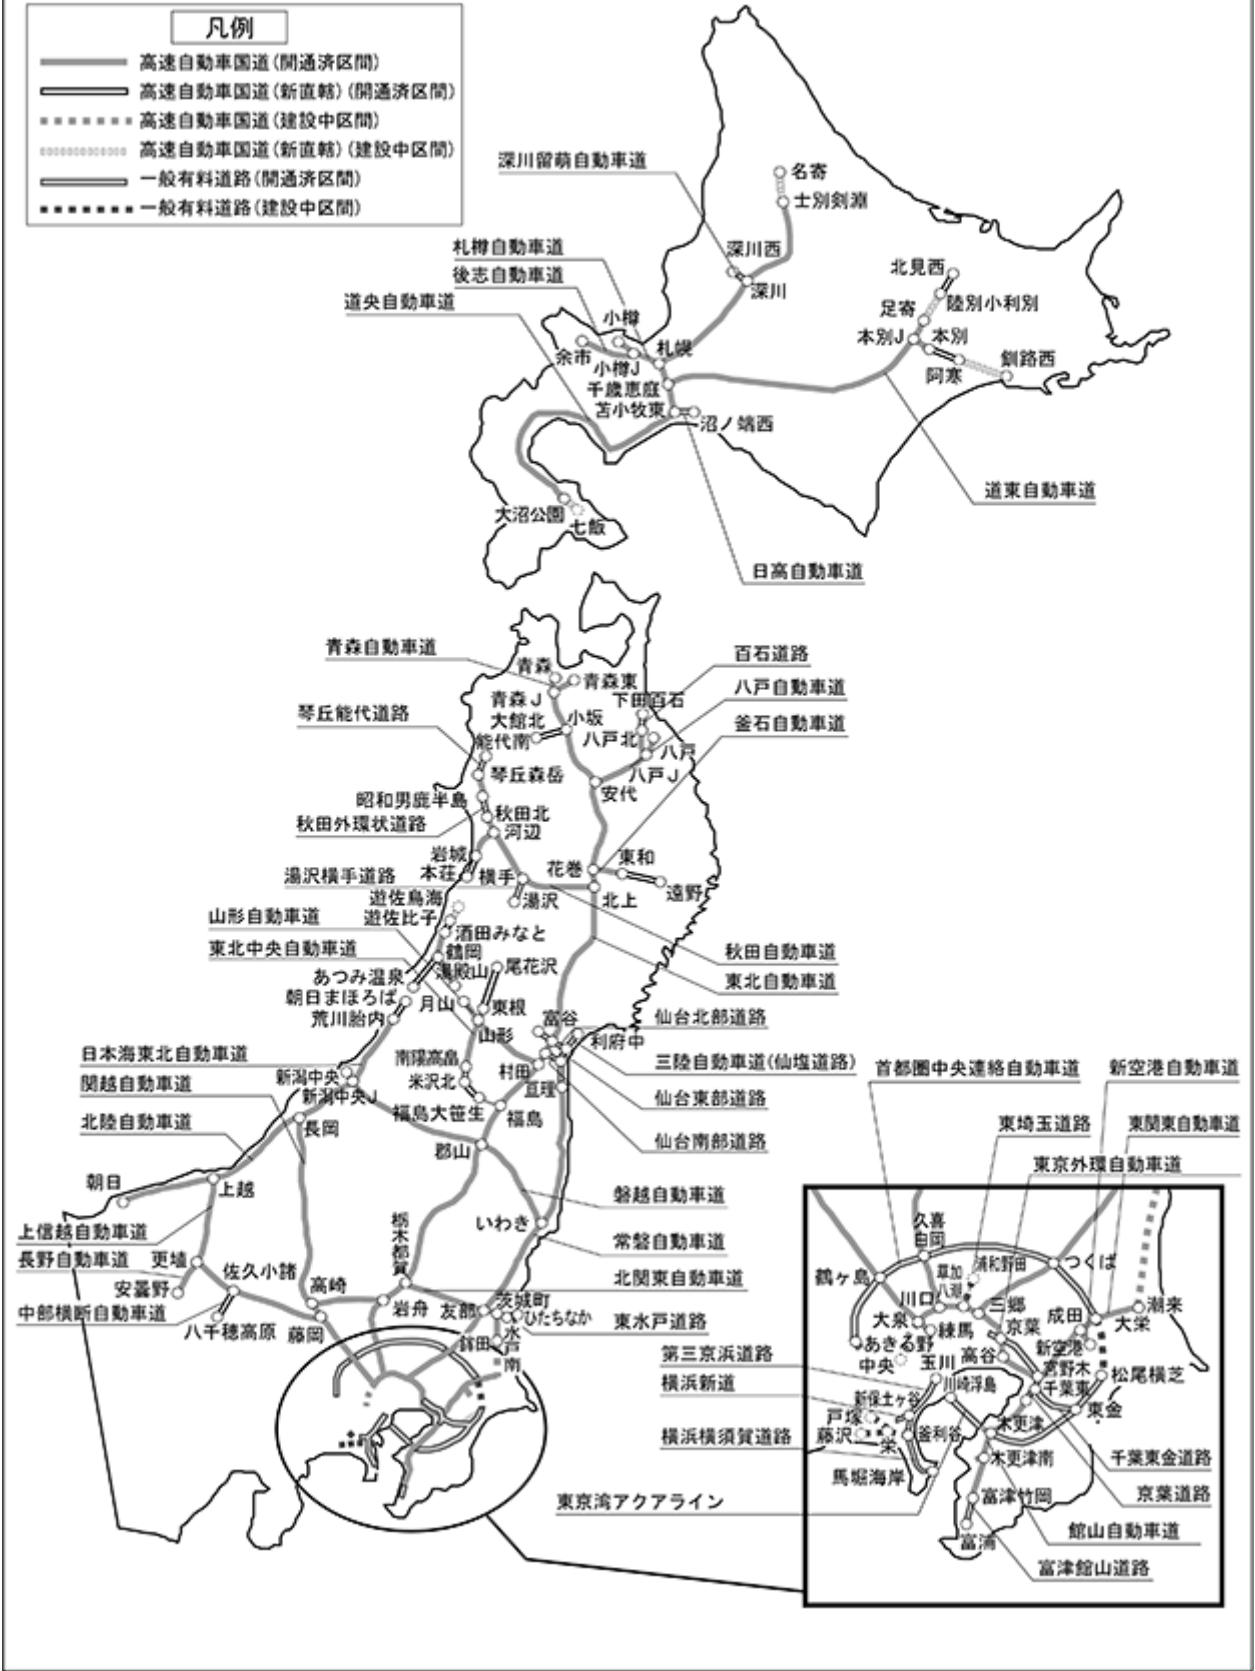 凡例
高速自動車国道(開通済区間)
高速自動車国道(新直轄)(開通済区間)
高速自動車国道(建設中区間)
高速自動車国道(新直轄)(建設中区間)
一般有料道路(開通済区間)
一般有料道路(建設中区間)
深川留萌自動車道
名寄
士別剣淵
札樽自動車道
深川西
後志自動車道
北見西
道央自動車道
深川
陸別小利別
足寄
小樽
本別J
本別
釧路西
余市
札幌
小樽J
阿寒
千歳恵庭
苫小牧東
沼ノ端西
道東自動車道
大沼公園
七飯
日高自動車道
青森自動車道
百石道路
青森
青森東
八戸自動車道
青森J
下田百石
琴丘能代道路
大館北
小坂
釜石自動車道
能代南
八戸北
八戸
琴丘森岳
八戸J
安代
昭和男鹿半島
秋田北
秋田外環状道路
河辺
岩城
花巻
東和
本荘
横手
湯沢横手道路
遠野
遊佐鳥海
湯沢
北上
山形自動車道
遊佐比子
酒田みなと
東北中央自動車道
鶴岡
秋田自動車道
湯殿山
尾花沢
あつみ温泉
東北自動車道
朝日まほろば
月山
東根
荒川胎内
富谷
仙台北部道路
山形
利府中
日本海東北自動車道
南陽高畠
三陸自動車道(仙塩道路)
新潟中央
村田
首都圏中央連絡自動車道
新空港自動車道
関越自動車道
米沢北
亘理
新潟中央J
仙台東部道路
福島大笹生
福島
北陸自動車道
長岡
東埼玉道路
東関東自動車道
仙台南部道路
郡山
東京外環自動車道
朝日
上越
磐越自動車道
いわき
栃木都賀
久喜白岡
上信越自動車道
常磐自動車道
長野自動車道
更埴
浦和野田
つくば
佐久小諸
北関東自動車道
鶴ヶ島
草加八潮
安曇野
高崎
茨城町
川口
三郷
成田
潮来
中部横断自動車道
岩舟
友部
ひたちなか
大泉
京葉
大栄
八千穂高原
藤岡
東水戸道路
練馬
鉾田
水戸南
あきる野
新空港
中央
玉川
高谷
第三京浜道路
宮野木
松尾横芝
横浜新道
川崎浮島
千葉東
新保土ヶ谷
戸塚
木更津
東金
藤沢
横浜横須賀道路
栄
釜利谷
木更津南
千葉東金道路
馬堀海岸
富津竹岡
京葉道路
東京湾アクアライン
館山自動車道
富浦
富津館山道路